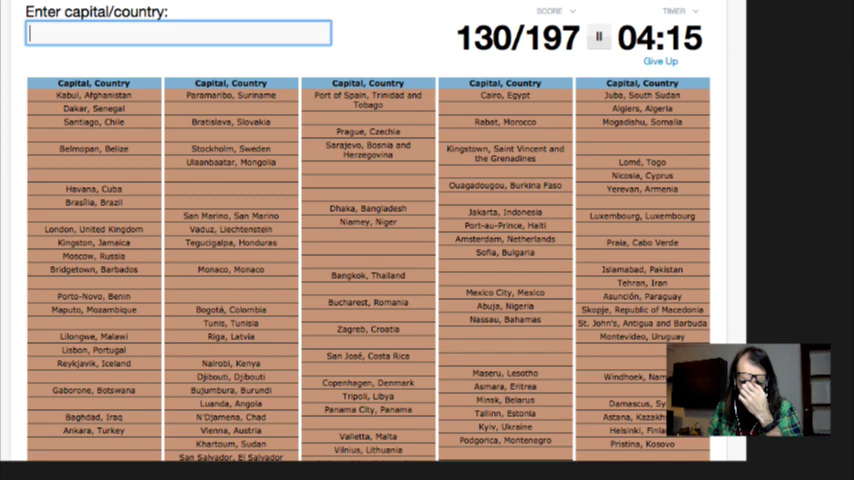 Enter capital/country:
SCORE
TIMER
130/197
04:15
Give Up
Capital, Country
Kabul, Afghanistan
Dakar, Senegal
Santiago, Chile
Belmopan, Belize
Havana, Cuba
Brasília, Brazil
London, United Kingdom
Kingston, Jamaica
Moscow, Russia
Bridgetown, Barbados
Porto-Novo, Benin
Maputo, Mozambique
Lilongwe, Malawi
Lisbon, Portugal
Reykjavik, Iceland
Gaborone, Botswana
Baghdad, Iraq
Ankara, Turkey
Capital, Country
Paramaribo, Suriname
Bratislava, Slovakia
Stockholm, Sweden
Ulaanbaatar, Mongolia
San Marino, San Marino
Vaduz, Liechtenstein
Tegucigalpa, Honduras
Monaco, Monaco
Bogotá, Colombia
Tunis, Tunisia
Riga, Latvia
Nairobi, Kenya
Djibouti, Djibouti
Bujumbura, Burundi
Luanda, Angola
N'Djamena, Chad
Vienna, Austria
Khartoum, Sudan
San Salvador, El Salvador
Capital, Country
Port of Spain, Trinidad and
Tobago
Prague, Czechia
Sarajevo, Bosnia and
Herzegovina
Dhaka, Bangladesh
Niamey, Niger
Bangkok, Thailand
Bucharest, Romania
Zagreb, Croatia
San José, Costa Rica
Copenhagen, Denmark
Tripoli, Libya
Panama City, Panama
Valletta, Malta
Vilnius, Lithuania
Capital, Country
Cairo, Egypt
Rabat, Morocco
Kingstown, Saint Vincent and
the Grenadines
Ouagadougou, Burkina Faso
Jakarta, Indonesia
Port-au-Prince, Haiti
Amsterdam, Netherlands
Sofia, Bulgaria
Mexico City, Mexico
Abuja, Nigeria
Nassau, Bahamas
Maseru, Lesotho
Asmara, Eritrea
Minsk, Belarus
Tallinn, Estonia
Kyiv, Ukraine
Podgorica, Montenegro
Capital, Country
Juba, South Sudan
Algiers, Algeria
Mogadishu, Somalia
Lomé, Togo
Nicosia, Cyprus
Yerevan, Armenia
Luxembourg, Luxembourg
Praia, Cabo Verde
Islamabad, Pakistan
Tehran, Iran
Asunción, Paraguay
Skopje, Republic of Macedonia
St. John's, Antigua and Barbuda
Montevideo, Uruguay
Windhoek, Nam
Damascus, Sy
Astana, Kazakh
Helsinki, Finla
Pristina, Kosovo